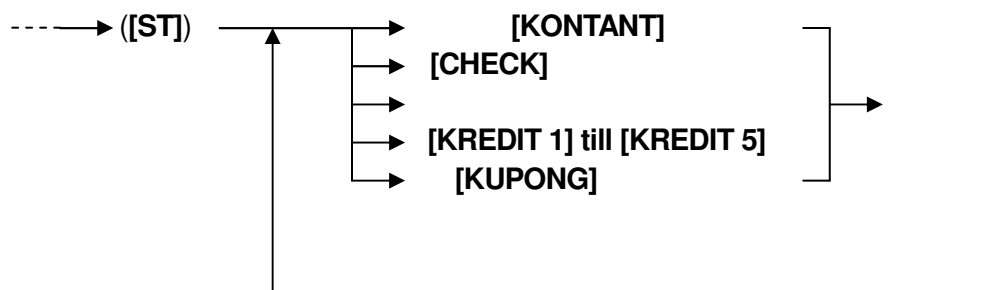 ([ST]) [KONTANT]
[CHECK]
[KREDIT 1] till [KREDIT 5]
[KUPONG]